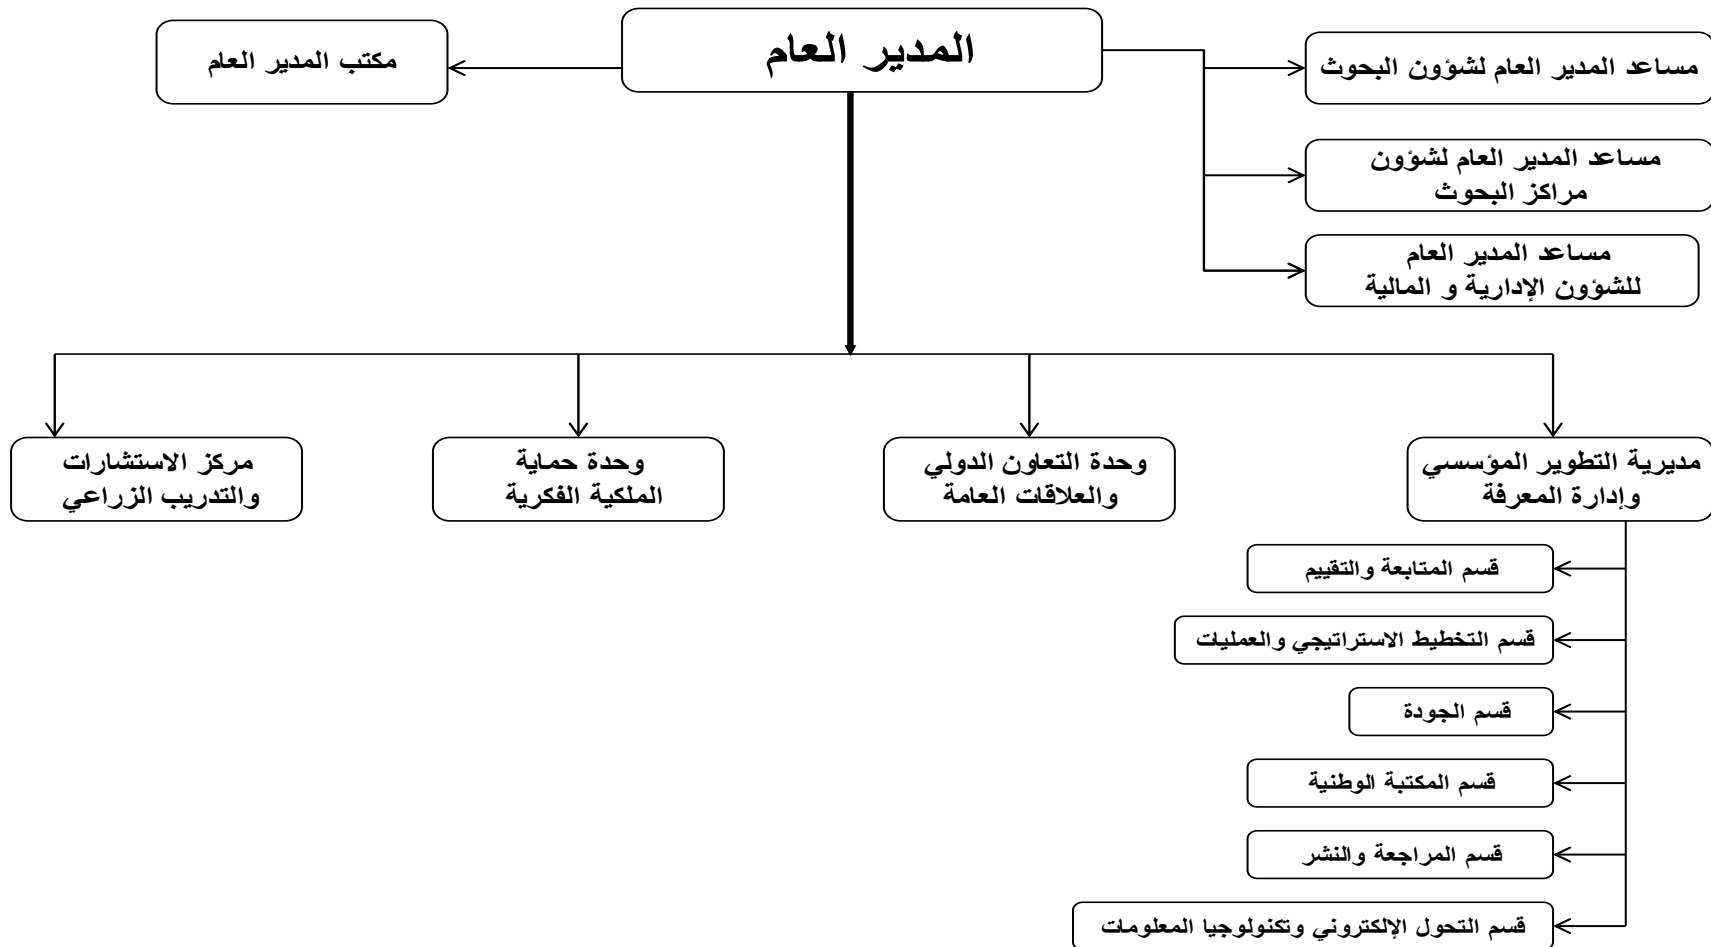 المدير العام
مكتب المدير العام
مساعد المدير العام لشؤون البحوث
مساعد المدير العام لشؤون
مراكز البحوث
مساعد المدير العام
للشؤون الإدارية و المالية
مديرية التطوير المؤسسي
وإدارة المعرفة
وحدة التعاون الدولي
والعلاقات العامة
وحدة حماية
الملكية الفكرية
مركز الاستشارات
والتدريب الزراعي
قسم المتابعة والتقييم
قسم التخطيط الاستراتيجي والعمليات
قسم الجودة
قسم المكتبة الوطنية
قسم المراجعة والنشر
قسم التحول الإلكتروني وتكنولوجيا المعلومات